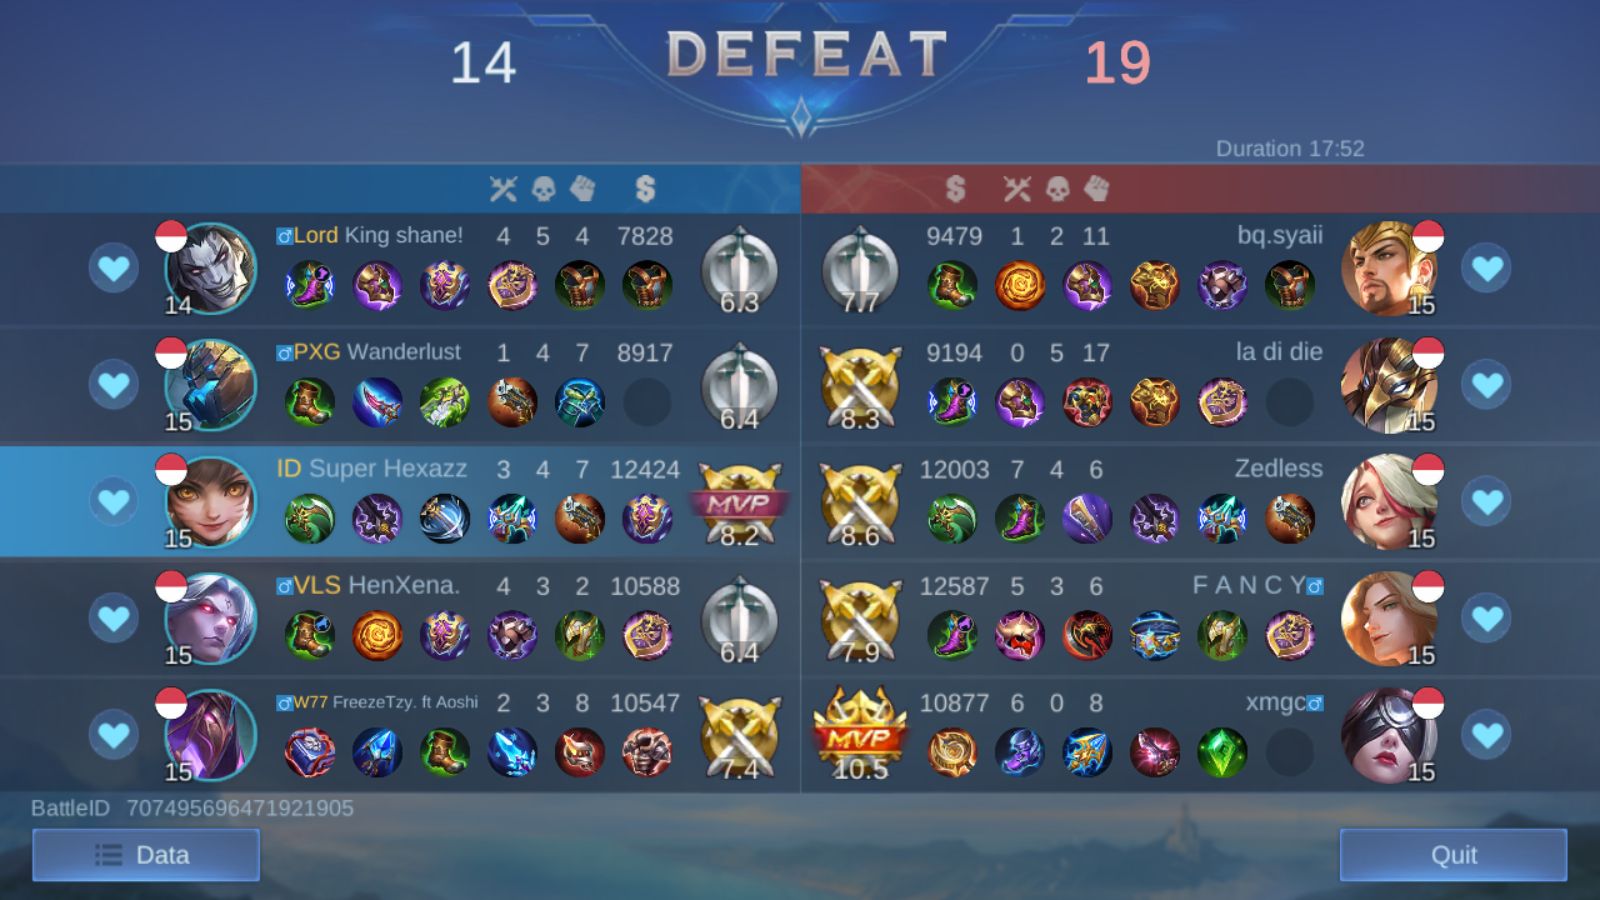 14 DEFEAT 19
Duration 17:52
Lord King shane! 4 5 4 7828
14 6.3
9479 1 2 11 bq.syaii
7.7 15
PXG Wanderlust 1 4 7 8917
15 6.4
9194 0 5 17 la di die
8.3 15
ID Super Hexazz 3 4 7 12424
MVP
15 8.2
12003 7 4 6 Zedless
8.6 15
VLS HenXena. 4 3 2 10588
15 6.4
12587 5 3 6 F A N C Y
7.9 15
W77 FreezeTzy. ft Aoshi 2 3 8 10547
15 7.4
10877 6 0 8 xmgc
MVP
10.5 15
BattleID 707495696471921905
Data
Quit